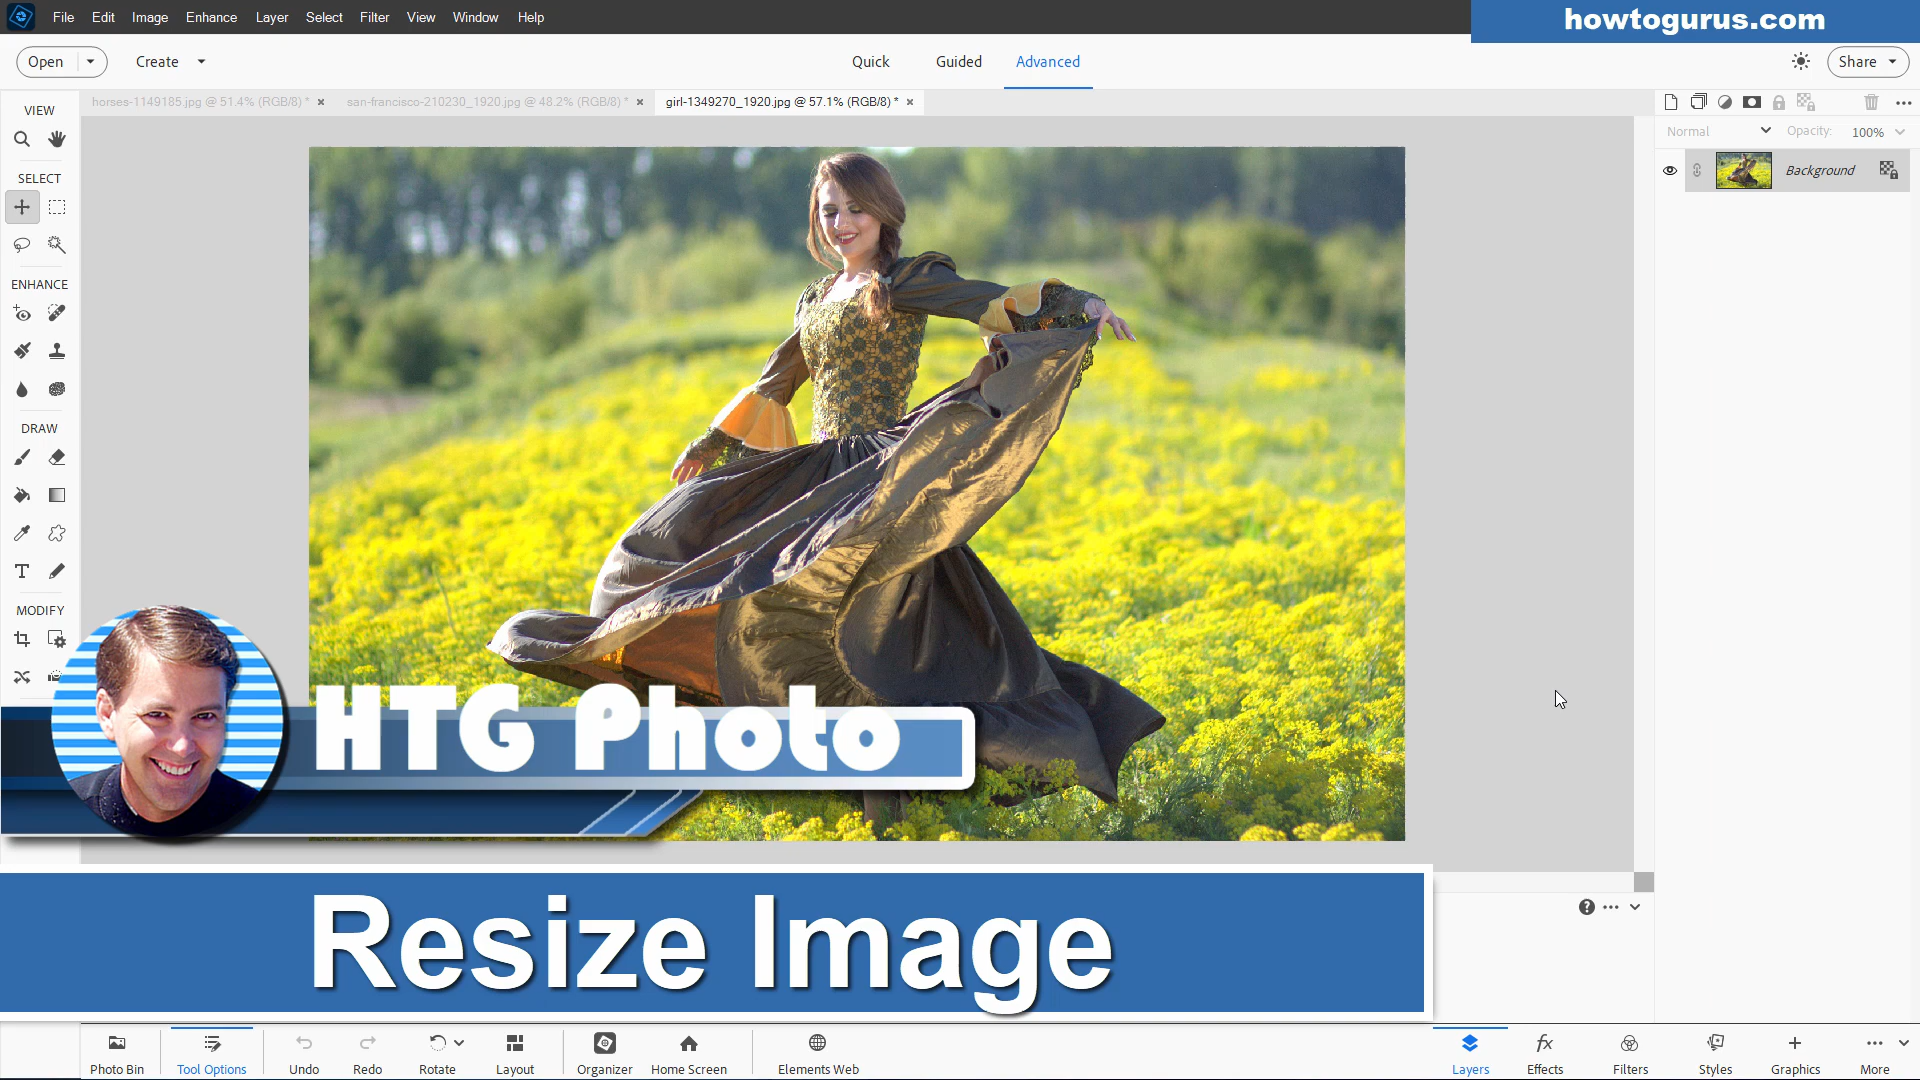 File Edit Image Enhance Layer Select Filter View Window Help
howtogurus.com
Open Create Quick Guided Advanced Share
horses-1149185.jpg @ 51.4% (RGB/8) * san-francisco-210230_1920.jpg @ 48.2% (RGB/8) * girl-1349270_1920.jpg @ 57.1% (RGB/8) *
VIEW
Normal Opacity: 100%
Background
SELECT
ENHANCE
DRAW
MODIFY
HTG Photo
Resize Image
Photo Bin Tool Options Undo Redo Rotate Layout Organizer Home Screen Elements Web Layers Effects Filters Styles Graphics More